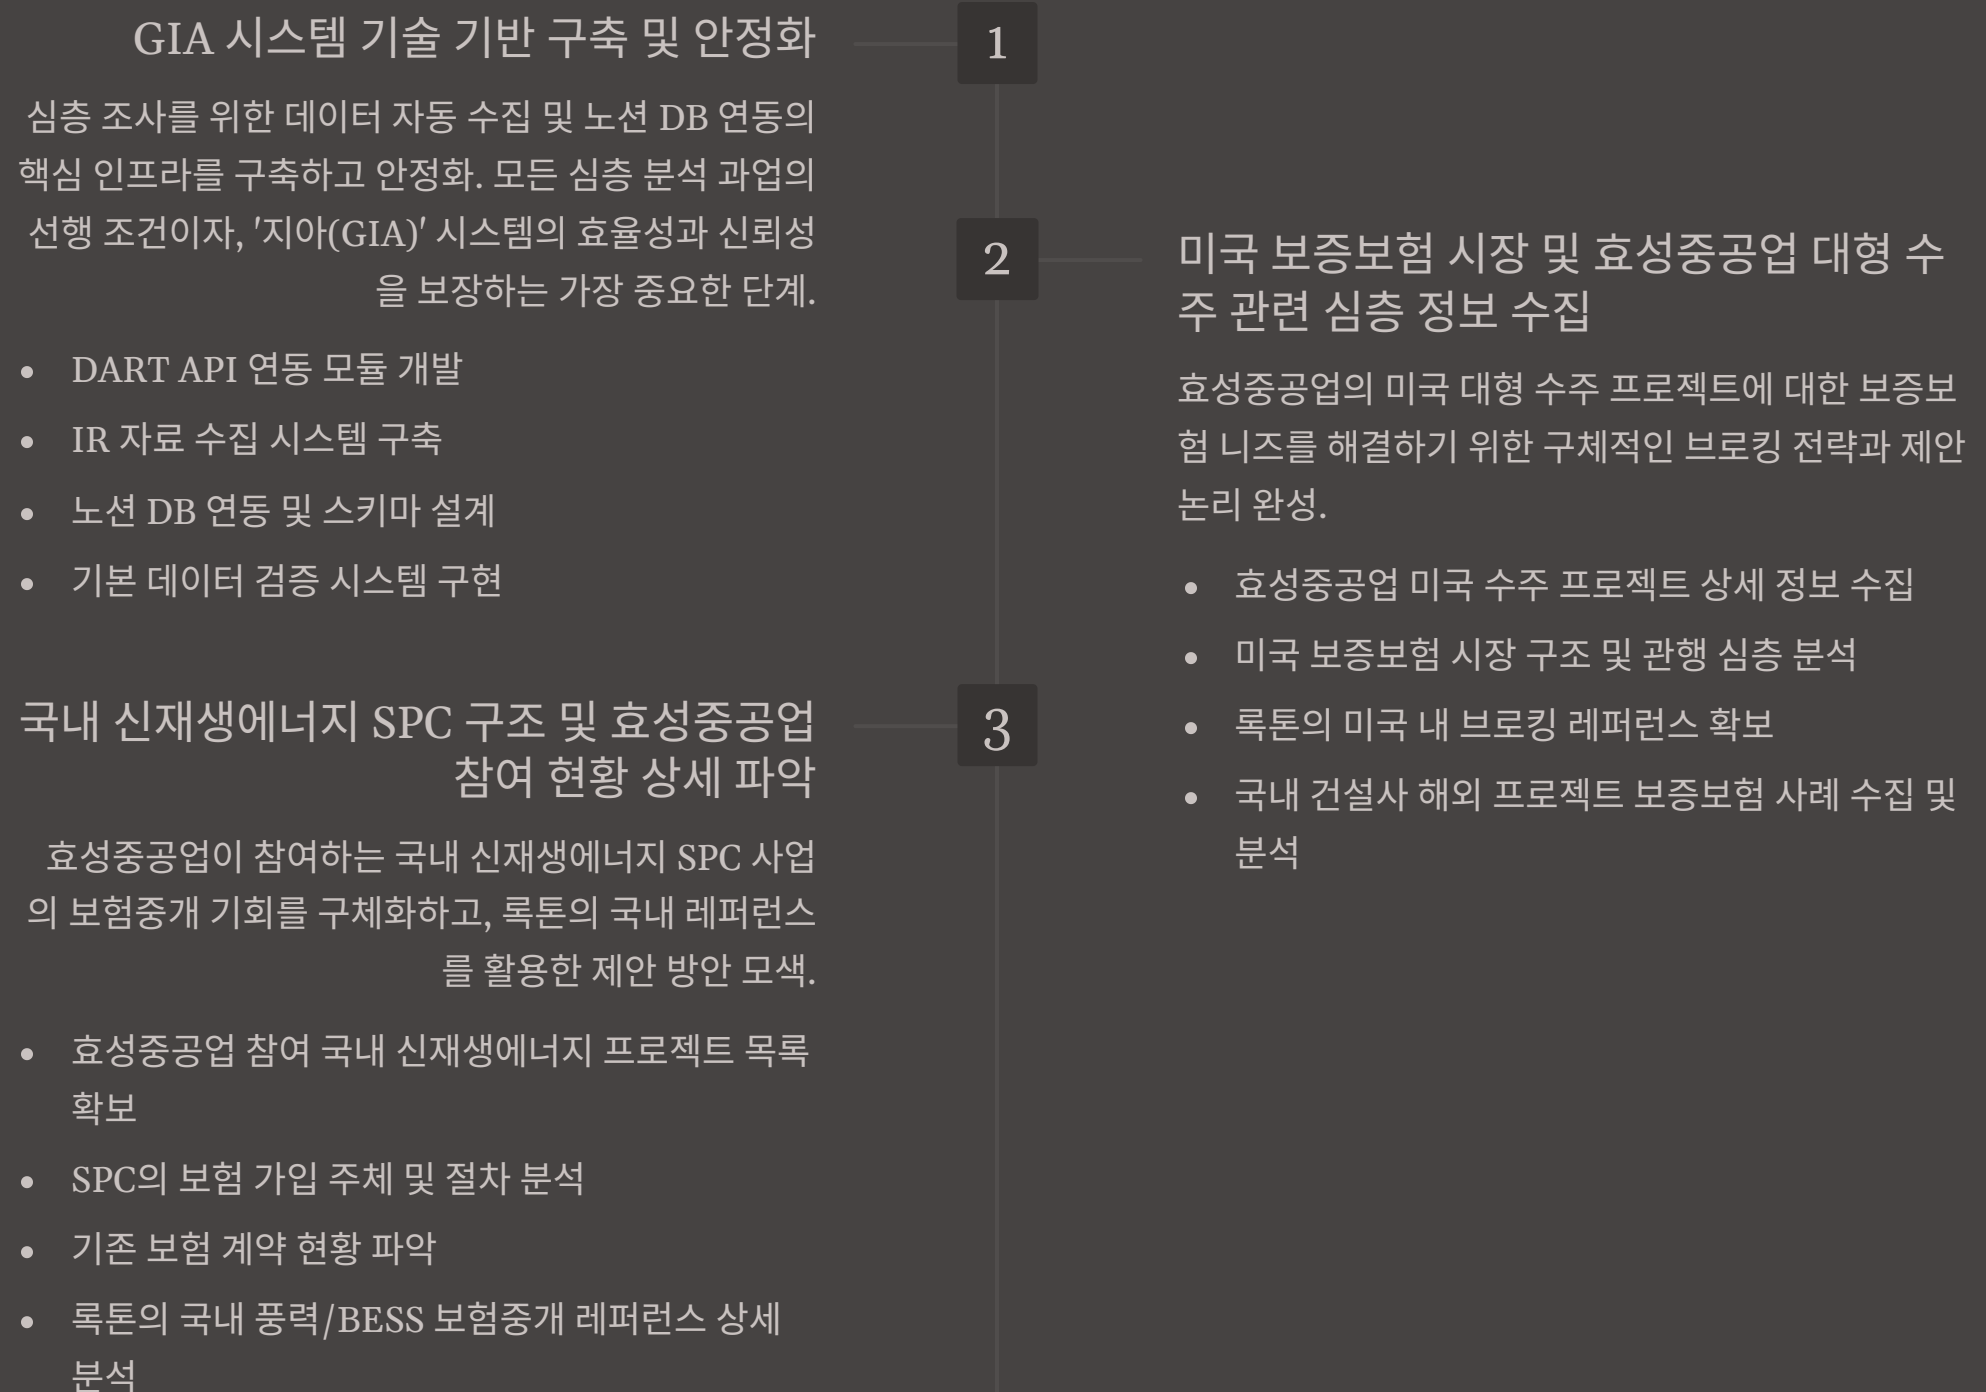 GIA 시스템 기술 기반 구축 및 안정화
1
심층 조사를 위한 데이터 자동 수집 및 노션 DB 연동의
핵심 인프라를 구축하고 안정화. 모든 심층 분석 과업의
선행 조건이자, '지아(GIA)' 시스템의 효율성과 신뢰성
을 보장하는 가장 중요한 단계.
• DART API 연동 모듈 개발
• IR 자료 수집 시스템 구축
• 노션 DB 연동 및 스키마 설계
• 기본 데이터 검증 시스템 구현
2
미국 보증보험 시장 및 효성중공업 대형 수
주 관련 심층 정보 수집
효성중공업의 미국 대형 수주 프로젝트에 대한 보증보
험 니즈를 해결하기 위한 구체적인 브로킹 전략과 제안
논리 완성.
• 효성중공업 미국 수주 프로젝트 상세 정보 수집
• 미국 보증보험 시장 구조 및 관행 심층 분석
• 록톤의 미국 내 브로킹 레퍼런스 확보
• 국내 건설사 해외 프로젝트 보증보험 사례 수집 및
분석
국내 신재생에너지 SPC 구조 및 효성중공업
참여 현황 상세 파악
3
효성중공업이 참여하는 국내 신재생에너지 SPC 사업
의 보험중개 기회를 구체화하고, 록톤의 국내 레퍼런스
를 활용한 제안 방안 모색.
• 효성중공업 참여 국내 신재생에너지 프로젝트 목록
확보
• SPC의 보험 가입 주체 및 절차 분석
• 기존 보험 계약 현황 파악
• 록톤의 국내 풍력/BESS 보험중개 레퍼런스 상세
분석